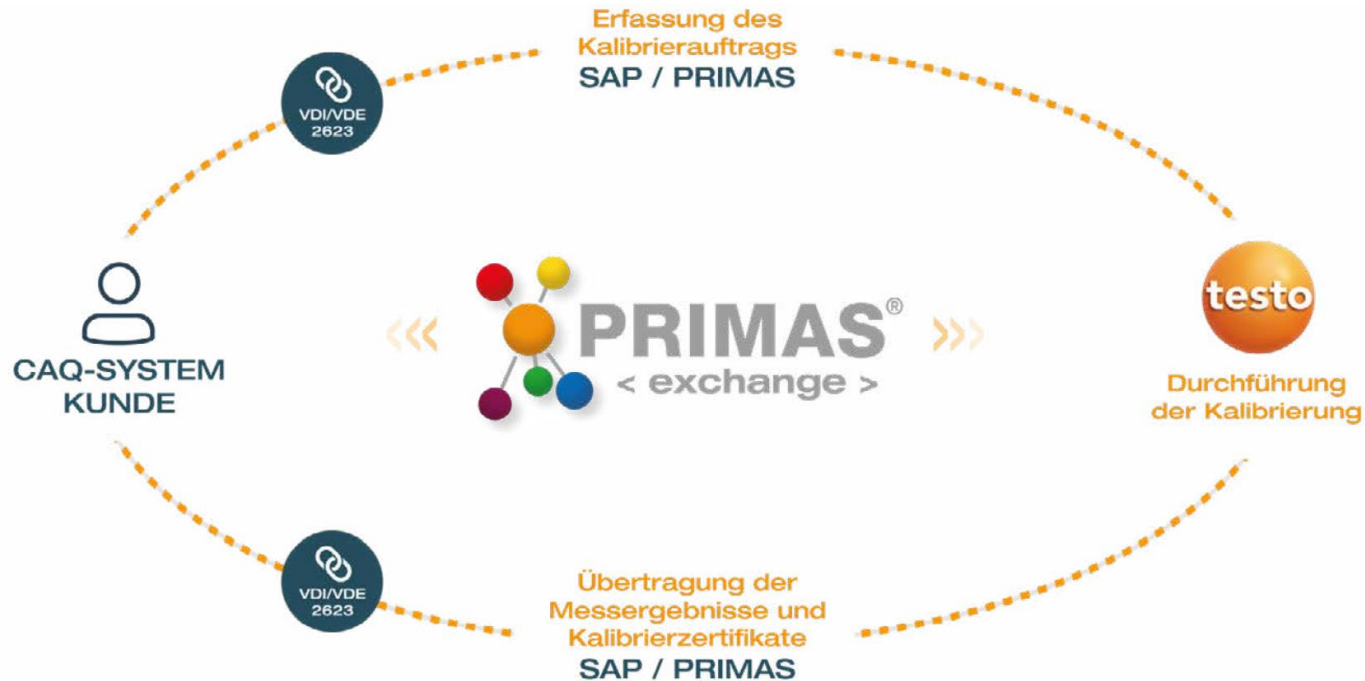 Erfassung des
Kalibrierauftrags
SAP / PRIMAS
VDI/VDE
2623
CAQ-SYSTEM
KUNDE
PRIMAS®
< exchange >
testo
Durchführung
der Kalibrierung
VDI/VDE
2623
Übertragung der
Messergebnisse und
Kalibrierzertifikate
SAP / PRIMAS